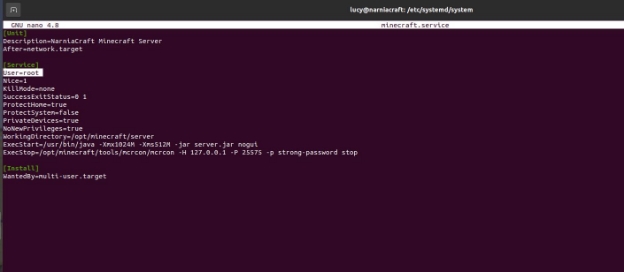 lucy@narniacraft: /etc/systemd/system
GNU nano 4.8 minecraft.service
[Unit]
Description=NarniaCraft Minecraft Server
After=network.target
[Service]
User=root
Nice=1
KillMode=none
SuccessExitStatus=0 1
ProtectHome=true
ProtectSystem=false
PrivateDevices=true
NoNewPrivileges=true
WorkingDirectory=/opt/minecraft/server
ExecStart=/usr/bin/java -Xmx1024M -Xms512M -jar server.jar nogui
ExecStop=/opt/minecraft/tools/mcrcon/mcrcon -H 127.0.0.1 -P 25575 -p strong-password stop
[Install]
WantedBy=multi-user.target